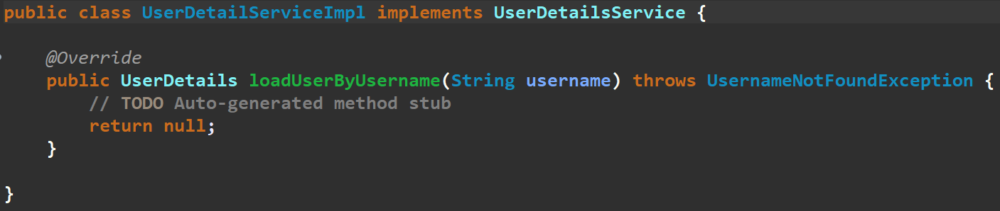 public class UserDetailServiceImpl implements UserDetailsService {
@Override
public UserDetails loadUserByUsername(String username) throws UsernameNotFoundException {
// TODO Auto-generated method stub
return null;
}
}